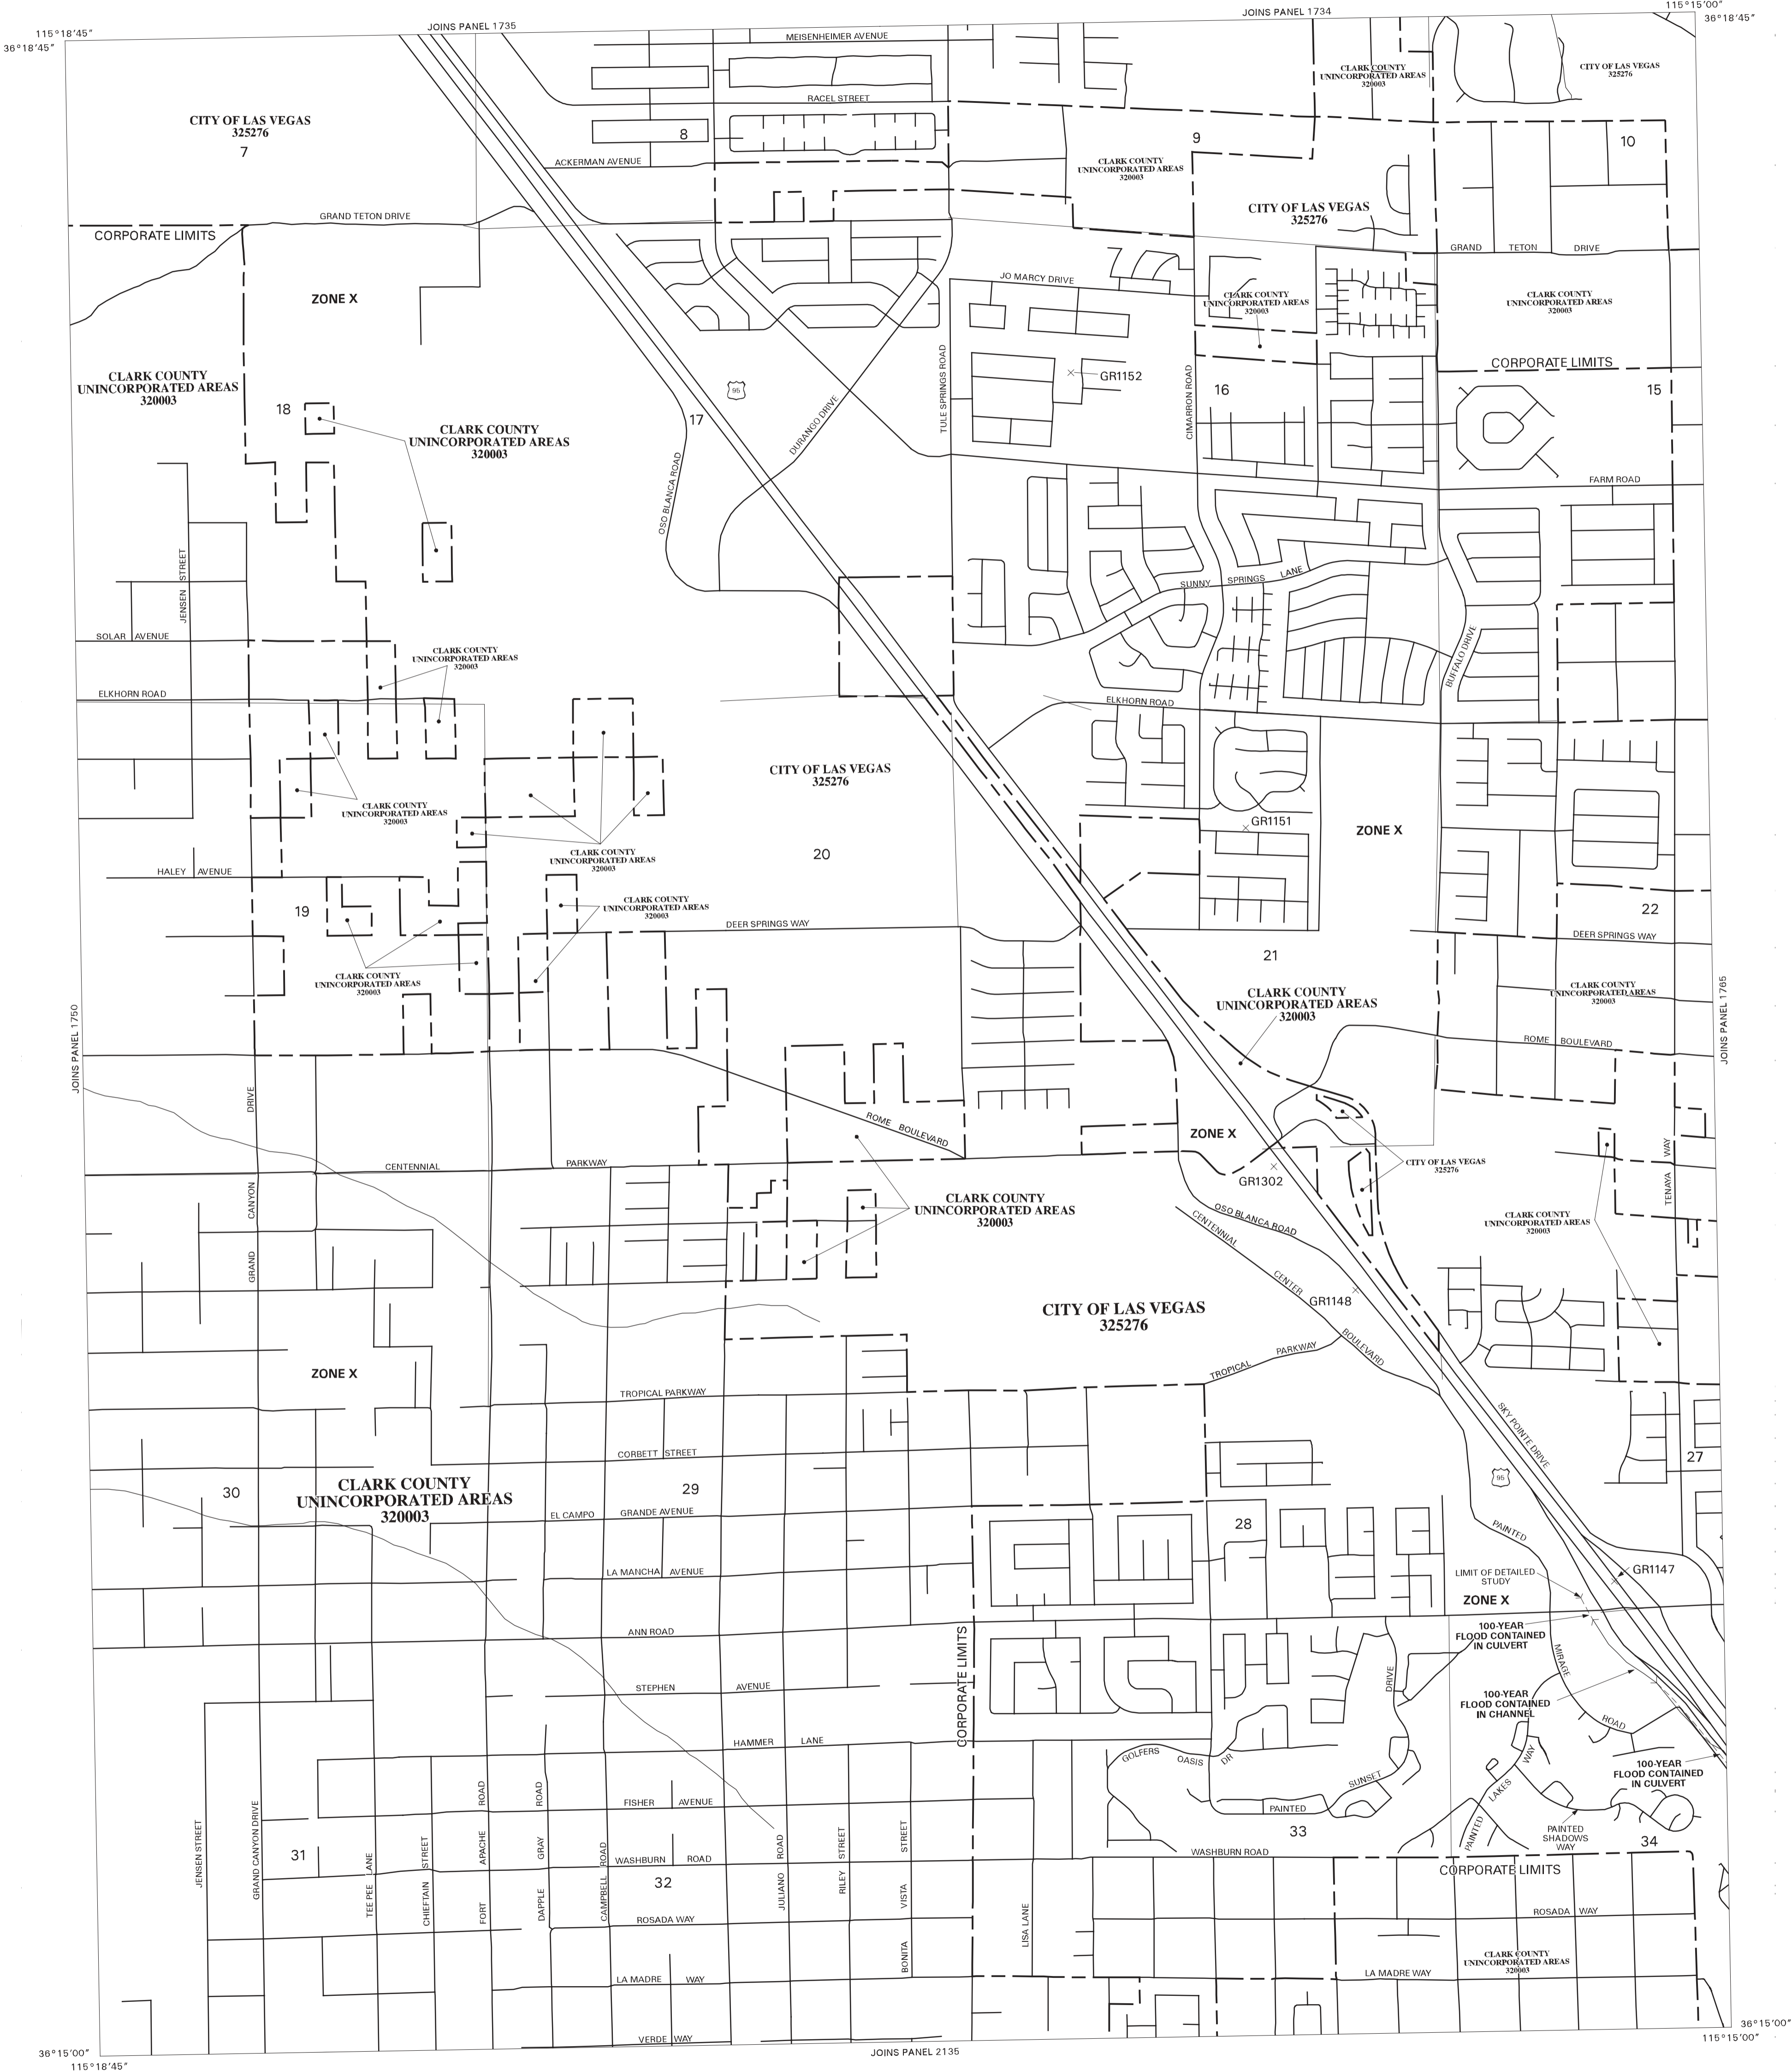 JOINS PANEL 1735
JOINS PANEL 1734
115°15'00"
36°18'45"
115°18'45"
36°18'45"
MEISENHEIMER AVENUE
CLARK COUNTY
UNINCORPORATED AREAS
320003
CITY OF LAS VEGAS
325276
RACEL STREET
CITY OF LAS VEGAS
325276
7
8
9
10
ACKERMAN AVENUE
CLARK COUNTY
UNINCORPORATED AREAS
320003
CITY OF LAS VEGAS
325276
GRAND TETON DRIVE
CORPORATE LIMITS
GRAND TETON DRIVE
JO MARCY DRIVE
ZONE X
CLARK COUNTY
UNINCORPORATED AREAS
320003
CLARK COUNTY
UNINCORPORATED AREAS
320003
CORPORATE LIMITS
TULE SPRINGS ROAD
CIMARRON ROAD
GR1152
CLARK COUNTY
UNINCORPORATED AREAS
320003
95
16
15
18
17
DURANGO DRIVE
CLARK COUNTY
UNINCORPORATED AREAS
320003
OSO BLANCA ROAD
FARM ROAD
JENSEN STREET
SUNNY SPRINGS LANE
SOLAR AVENUE
CLARK COUNTY
UNINCORPORATED AREAS
320003
BUFFALO DRIVE
ELKHORN ROAD
ELKHORN ROAD
CITY OF LAS VEGAS
325276
CLARK COUNTY
UNINCORPORATED AREAS
320003
GR1151
ZONE X
CLARK COUNTY
UNINCORPORATED AREAS
320003
20
HALEY AVENUE
19
CLARK COUNTY
UNINCORPORATED AREAS
320003
22
DEER SPRINGS WAY
DEER SPRINGS WAY
21
CLARK COUNTY
UNINCORPORATED AREAS
320003
CLARK COUNTY
UNINCORPORATED AREAS
320003
CLARK COUNTY
UNINCORPORATED AREAS
320003
JOINS PANEL 1750
JOINS PANEL 1765
ROME BOULEVARD
ROME BOULEVARD
ZONE X
CENTENNIAL PARKWAY
CITY OF LAS VEGAS
325276
TENAYA WAY
GR1302
GRAND CANYON DRIVE
CLARK COUNTY
UNINCORPORATED AREAS
320003
OSO BLANCA ROAD
CLARK COUNTY
UNINCORPORATED AREAS
320003
CENTENNIAL CENTER BOULEVARD
GR1148
CITY OF LAS VEGAS
325276
TROPICAL PARKWAY
ZONE X
TROPICAL PARKWAY
SKY POINTE DRIVE
CORBETT STREET
27
95
CLARK COUNTY
UNINCORPORATED AREAS
320003
30
29
EL CAMPO GRANDE AVENUE
28
PAINTED
GR1147
LA MANCHA AVENUE
LIMIT OF DETAILED
STUDY
ZONE X
ANN ROAD
100-YEAR
FLOOD CONTAINED
IN CULVERT
MIRAGE
CORPORATE LIMITS
STEPHEN AVENUE
DRIVE
100-YEAR
FLOOD CONTAINED
IN CHANNEL
ROAD
HAMMER LANE
GOLFERS OASIS DR
100-YEAR
FLOOD CONTAINED
IN CULVERT
SUNSET
PAINTED
PAINTED LAKES WAY
FISHER AVENUE
PAINTED
SHADOWS
WAY
33
34
31
WASHBURN ROAD
WASHBURN ROAD
CORPORATE LIMITS
32
JENSEN STREET
GRAND CANYON DRIVE
TEE PEE LANE
CHIEFTAIN STREET
FORT APACHE ROAD
DAPPLE GRAY ROAD
CAMPBELL ROAD
JULIANO ROAD
RILEY STREET
BONITA VISTA STREET
LISA LANE
ROSADA WAY
ROSADA WAY
CLARK COUNTY
UNINCORPORATED AREAS
320003
LA MADRE WAY
LA MADRE WAY
VERDE WAY
JOINS PANEL 2135
36°15'00"
115°18'45"
36°15'00"
115°15'00"